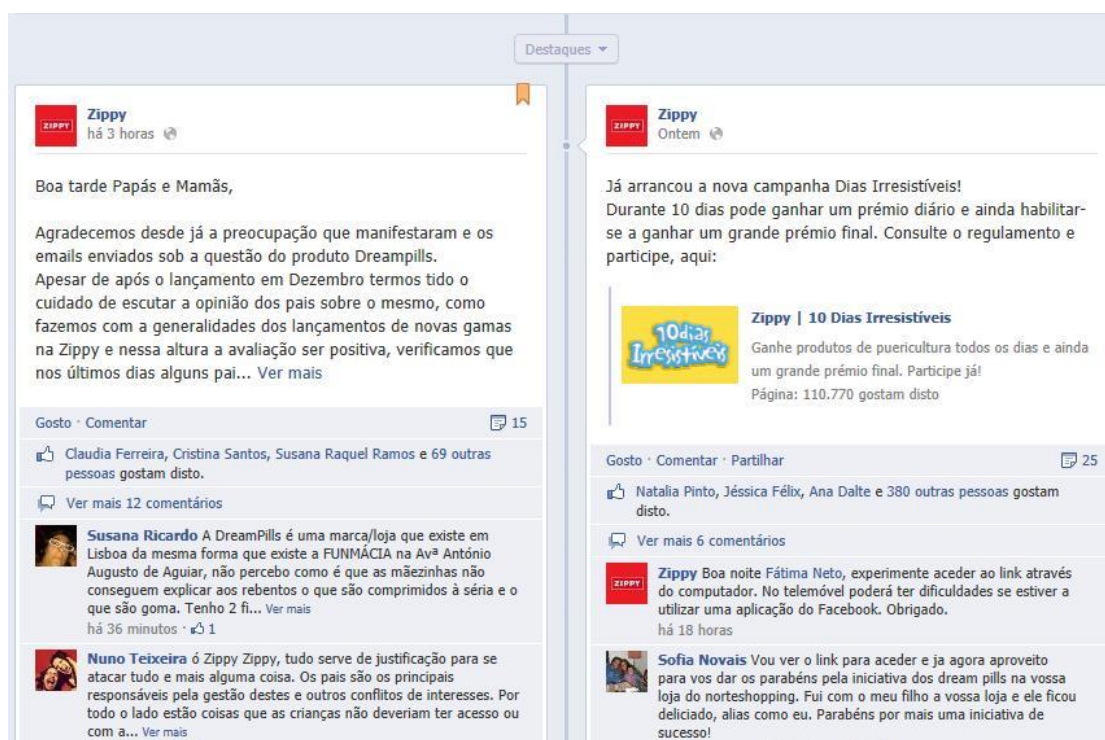 Destaques
ZIPPY
Zippy
há 3 horas
Boa tarde Papás e Mamãs,
Agradecemos desde já a preocupação que manifestaram e os
emails enviados sob a questão do produto Dreampills.
Apesar de após o lançamento em Dezembro termos tido o
cuidado de escutar a opinião dos pais sobre o mesmo, como
fazemos com a generalidades dos lançamentos de novas gamas
na Zippy e nessa altura a avaliação ser positiva, verificamos que
nos últimos dias alguns pai... Ver mais
Gosto · Comentar
15
Claudia Ferreira, Cristina Santos, Susana Raquel Ramos e 69 outras
pessoas gostam disto.
Ver mais 12 comentários
Susana Ricardo A DreamPills é uma marca/loja que existe em
Lisboa da mesma forma que existe a FUNMÁCIA na Avª António
Augusto de Aguiar, não percebo como é que as mãezinhas não
conseguem explicar aos rebentos o que são comprimidos à séria e o
que são goma. Tenho 2 fi... Ver mais
há 36 minutos · 1
Nuno Teixeira ó Zippy Zippy, tudo serve de justificação para se
atacar tudo e mais alguma coisa. Os pais são os principais
responsáveis pela gestão destes e outros conflitos de interesses. Por
todo o lado estão coisas que as crianças não deveriam ter acesso ou
com a... Ver mais
ZIPPY
Zippy
Ontem
Já arrancou a nova campanha Dias Irresistíveis!
Durante 10 dias pode ganhar um prémio diário e ainda habilitar-
se a ganhar um grande prémio final. Consulte o regulamento e
participe, aqui:
10 dias
Irresistíveis
Zippy | 10 Dias Irresistíveis
Ganhe produtos de puericultura todos os dias e ainda
um grande prémio final. Participe já!
Página: 110.770 gostam disto
Gosto · Comentar · Partilhar
25
Natalia Pinto, Jéssica Félix, Ana Dalte e 380 outras pessoas gostam
disto.
Ver mais 6 comentários
ZIPPY
Zippy Boa noite Fátima Neto, experimente aceder ao link através
do computador. No telemóvel poderá ter dificuldades se estiver a
utilizar uma aplicação do Facebook. Obrigado.
há 18 horas
Sofia Novais Vou ver o link para aceder e ja agora aproveito
para vos dar os parabéns pela iniciativa dos dream pills na vossa
loja do norteshopping. Fui com o meu filho a vossa loja e ele ficou
deliciado, alias como eu. Parabéns por mais uma iniciativa de
sucesso!